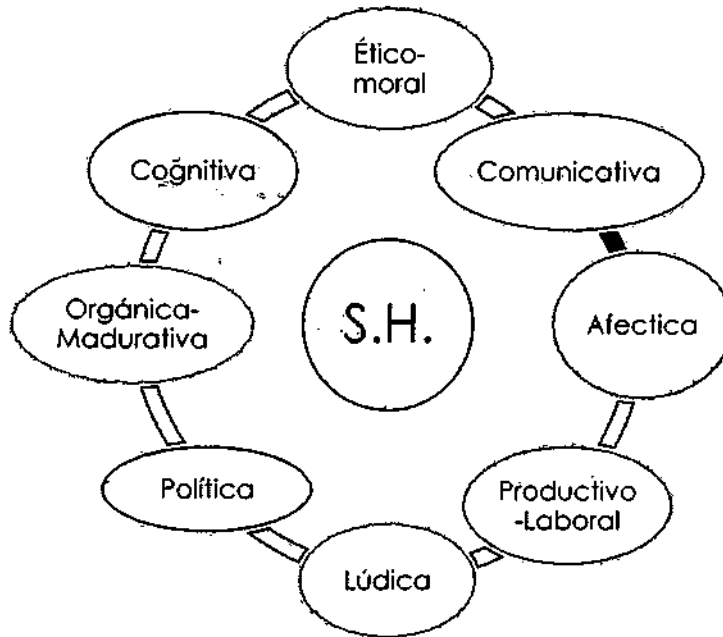 Ético-
moral
Comunicativa
Afectica
Productivo
-Laboral
Lúdica
Política
Orgánica-
Madurativa
Cognitiva
S.H.